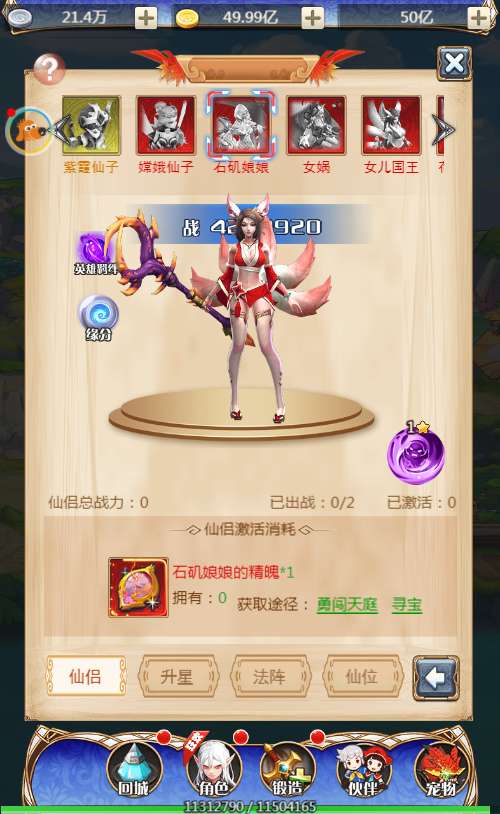 21.4万
49.99亿
50亿
?
紫霞仙子
嫦娥仙子
石矶娘娘
女娲
女儿国王
战 42
920
英雄羁绊
缘分
1
仙侣总战力：0
已出战：0/2
已激活：0
仙侣激活消耗
石矶娘娘的精魄*1
拥有：0
获取途径：
勇闯天庭
寻宝
仙侣
升星
法阵
仙位
回城
角色
锻造
伙伴
宠物
11312790 / 11504165